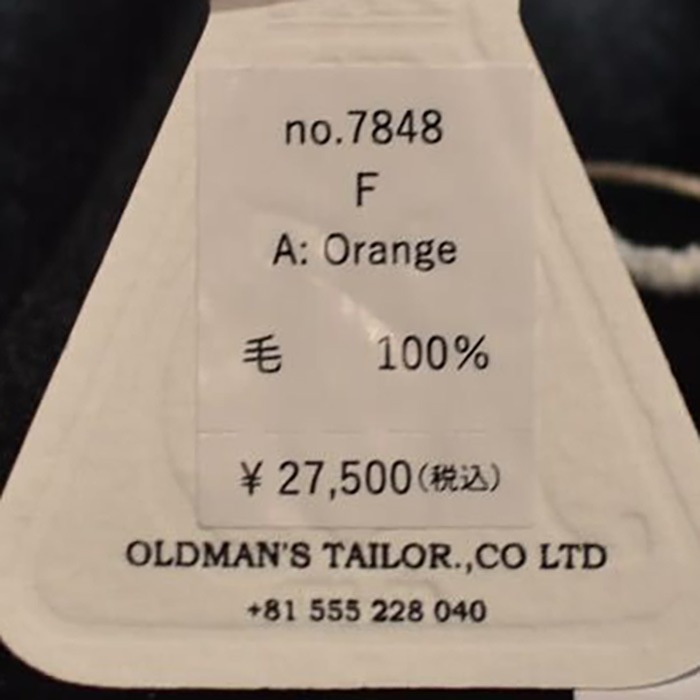 no.7848
F
A: Orange
毛 100%
¥ 27,500(税込)
OLDMAN'S TAILOR.,CO LTD
+81 555 228 040